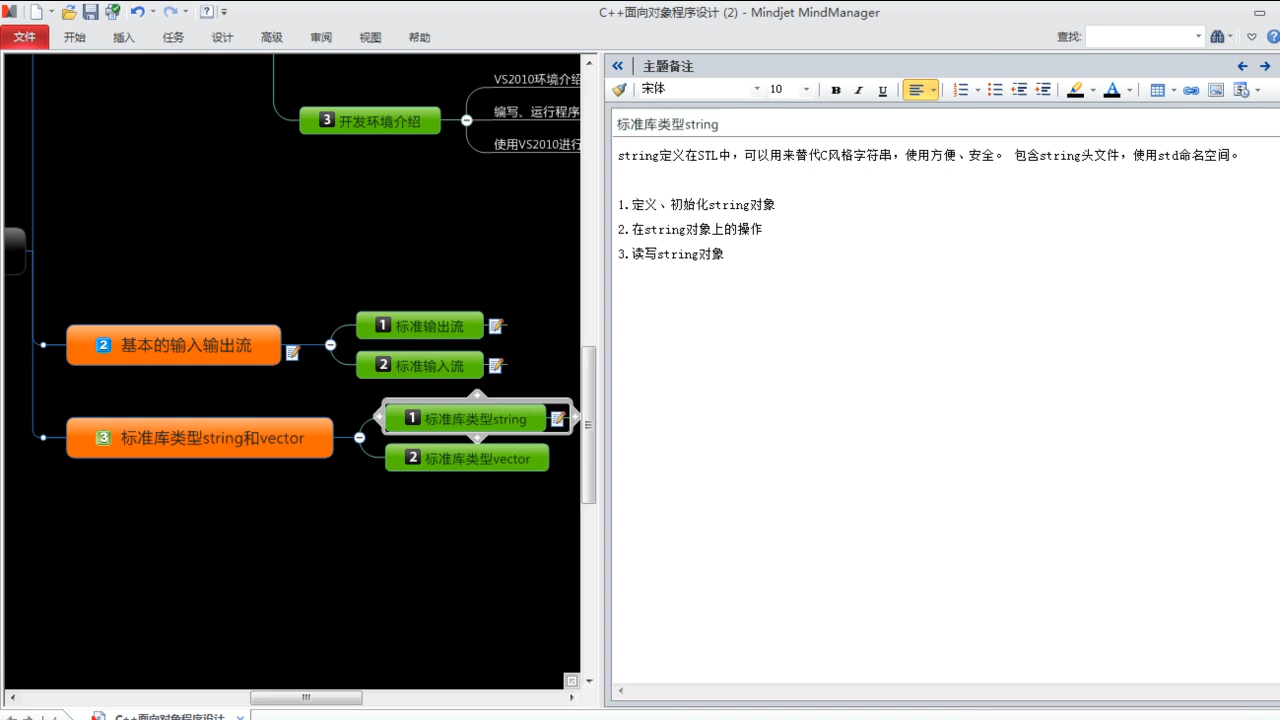 C++面向对象程序设计 (2) - Mindjet MindManager
文件 开始 插入 任务 设计 高级 审阅 视图 帮助 查找:
主题备注
宋体 10 B I U
标准库类型string
string定义在STL中，可以用来替代C风格字符串，使用方便、安全。 包含string头文件，使用std命名空间。
1.定义、初始化string对象
2.在string对象上的操作
3.读写string对象
VS2010环境介绍
3 开发环境介绍
编写、运行程序
使用VS2010进行
2 基本的输入输出流
1 标准输出流
2 标准输入流
3 标准库类型string和vector
1 标准库类型string
2 标准库类型vector
C++面向对象程序设计